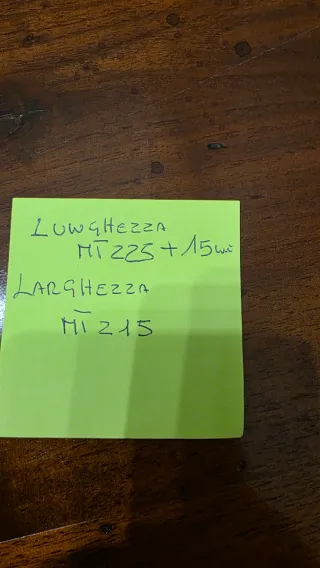 LUNGHEZZA
MT 225 + 15 cm
LARGHEZZA
MT 215